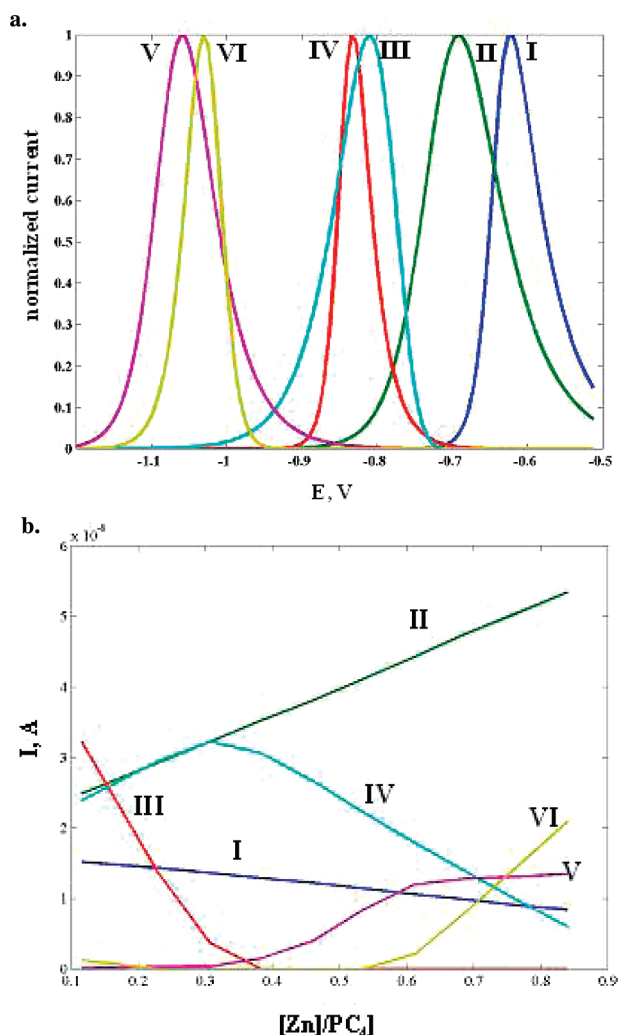 a.
V VI IV III II I
1
0.9
0.8
0.7
0.6
0.5
0.4
0.3
0.2
0.1
0
normalized current
-1.1 -1 -0.9 -0.8 -0.7 -0.6 -0.5
E, V
b.
x 10⁻⁸
6
5
4
3
2
1
0
I, A
II
IV
III
VI
I
V
0.1 0.2 0.3 0.4 0.5 0.6 0.7 0.8 0.9
[Zn]/PC₄]